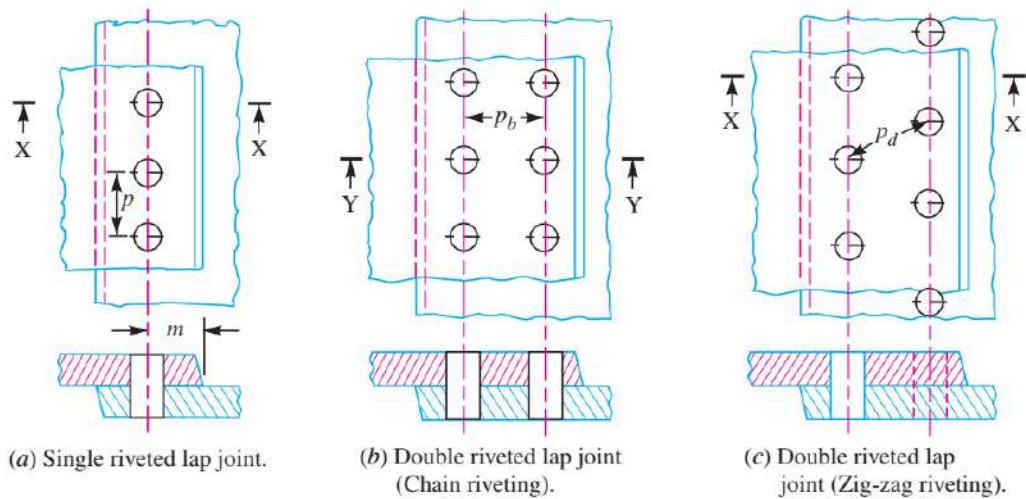 X
X
p
m
(a) Single riveted lap joint.
p_b
Y
Y
(b) Double riveted lap joint
(Chain riveting).
X
X
p_d
(c) Double riveted lap
joint (Zig-zag riveting).